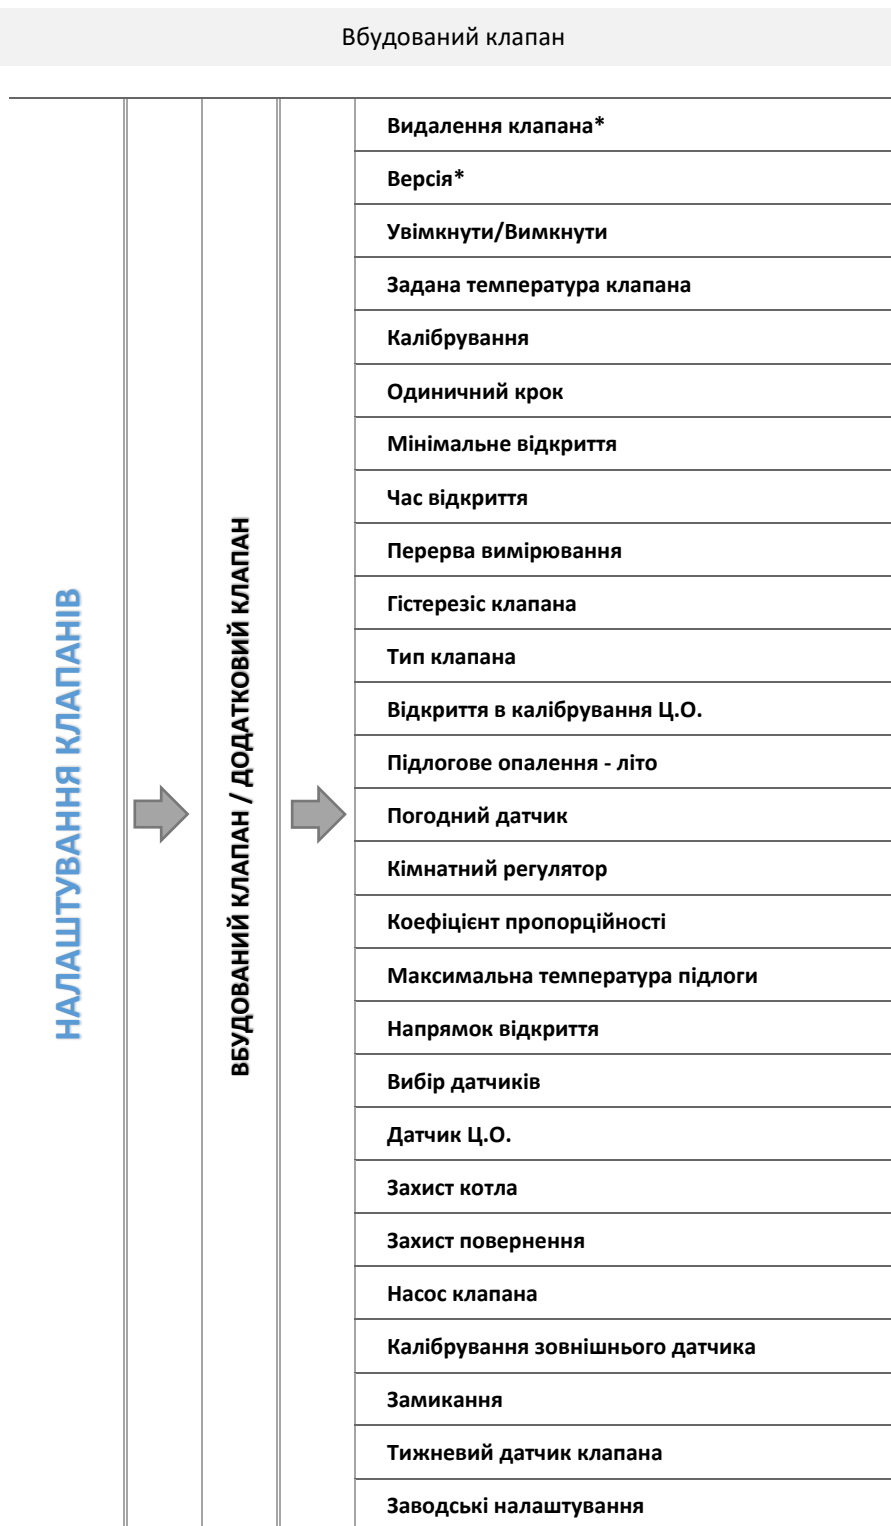 Вбудований клапан
НАЛАШТУВАННЯ КЛАПАНІВ
ВБУДОВАНИЙ КЛАПАН / ДОДАТКОВИЙ КЛАПАН
Видалення клапана*
Версія*
Увімкнути/Вимкнути
Задана температура клапана
Калібрування
Одиничний крок
Мінімальне відкриття
Час відкриття
Перерва вимірювання
Гістерезіс клапана
Тип клапана
Відкриття в калібрування Ц.О.
Підлогове опалення - літо
Погодний датчик
Кімнатний регулятор
Коефіцієнт пропорційності
Максимальна температура підлоги
Напрямок відкриття
Вибір датчиків
Датчик Ц.О.
Захист котла
Захист повернення
Насос клапана
Калібрування зовнішнього датчика
Замикання
Тижневий датчик клапана
Заводські налаштування